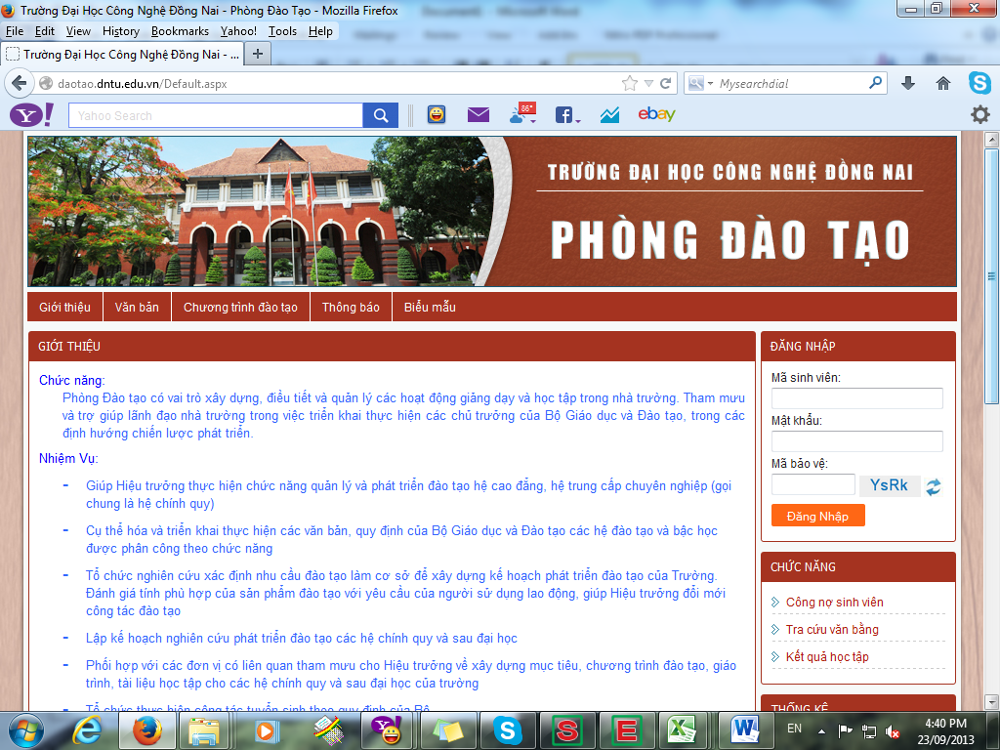 Trường Đại Học Công Nghệ Đồng Nai - Phòng Đào Tạo - Mozilla Firefox
File Edit View History Bookmarks Yahoo! Tools Help
Trường Đại Học Công Nghệ Đồng Nai - ...
daotao.dntu.edu.vn/Default.aspx
Mysearchdial
Y!
Yahoo Search
86°
ebay
TRƯỜNG ĐẠI HỌC CÔNG NGHỆ ĐỒNG NAI
PHÒNG ĐÀO TẠO
Giới thiệu Văn bản Chương trình đào tạo Thông báo Biểu mẫu
GIỚI THIỆU
Chức năng:
Phòng Đào tạo có vai trò xây dựng, điều tiết và quản lý các hoạt động giảng dạy và học tập trong nhà trường. Tham mưu
và trợ giúp lãnh đạo nhà trường trong việc triển khai thực hiện các chủ trường của Bộ Giáo dục và Đào tạo, trong các
định hướng chiến lược phát triển.
Nhiệm Vụ:
- Giúp Hiệu trưởng thực hiện chức năng quản lý và phát triển đào tạo hệ cao đẳng, hệ trung cấp chuyên nghiệp (gọi
chung là hệ chính quy)
- Cụ thể hóa và triển khai thực hiện các văn bản, quy định của Bộ Giáo dục và Đào tạo các hệ đào tạo và bậc học
được phân công theo chức năng
- Tổ chức nghiên cứu xác định nhu cầu đào tạo làm cơ sở để xây dựng kế hoạch phát triển đào tạo của Trường.
Đánh giá tính phù hợp của sản phẩm đào tạo với yêu cầu của người sử dụng lao động, giúp Hiệu trưởng đổi mới
công tác đào tạo
- Lập kế hoạch nghiên cứu phát triển đào tạo các hệ chính quy và sau đại học
- Phối hợp với các đơn vị có liên quan tham mưu cho Hiệu trưởng về xây dựng mục tiêu, chương trình đào tạo, giáo
trình, tài liệu học tập cho các hệ chính quy và sau đại học của trường
- Tổ chức thực hiện công tác tuyển sinh theo quy định của Bộ
ĐĂNG NHẬP
Mã sinh viên:
Mật khẩu:
Mã bảo vệ:
YsRk
Đăng Nhập
CHỨC NĂNG
Công nợ sinh viên
Tra cứu văn bằng
Kết quả học tập
THỐNG KÊ
EN
4:40 PM
23/09/2013